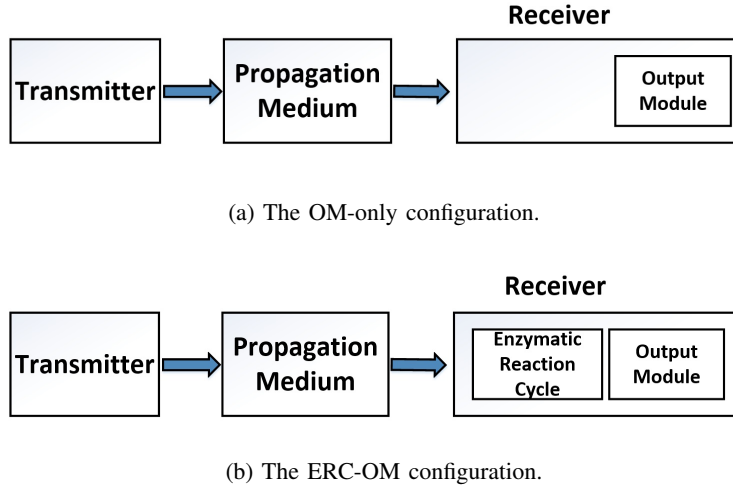 Receiver
Transmitter
Propagation
Medium
Output
Module
(a) The OM-only configuration.
Receiver
Transmitter
Propagation
Medium
Enzymatic
Reaction
Cycle
Output
Module
(b) The ERC-OM configuration.